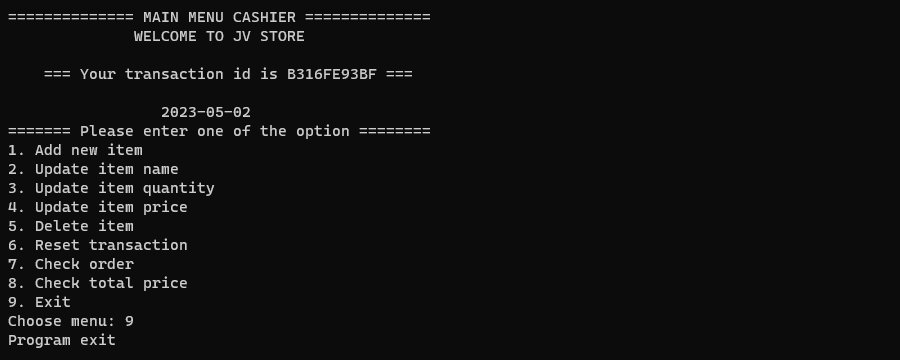 ============== MAIN MENU CASHIER ==============
WELCOME TO JV STORE
=== Your transaction id is B316FE93BF ===
2023-05-02
======= Please enter one of the option ========
1. Add new item
2. Update item name
3. Update item quantity
4. Update item price
5. Delete item
6. Reset transaction
7. Check order
8. Check total price
9. Exit
Choose menu: 9
Program exit